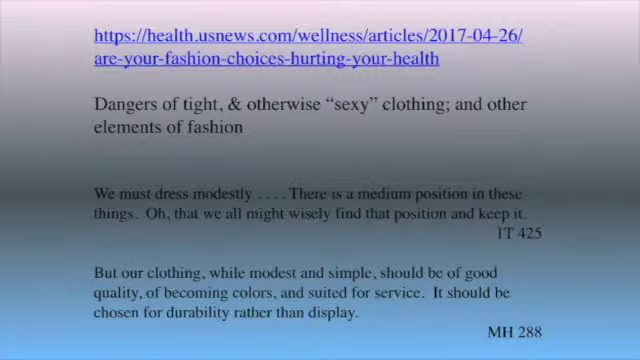 https://health.usnews.com/wellness/articles/2017-04-26/
are-your-fashion-choices-hurting-your-health
Dangers of tight, & otherwise “sexy” clothing; and other
elements of fashion
We must dress modestly . . . . There is a medium position in these
things.  Oh, that we all might wisely find that position and keep it.
1T 425
But our clothing, while modest and simple, should be of good
quality, of becoming colors, and suited for service.  It should be
chosen for durability rather than display.
MH 288